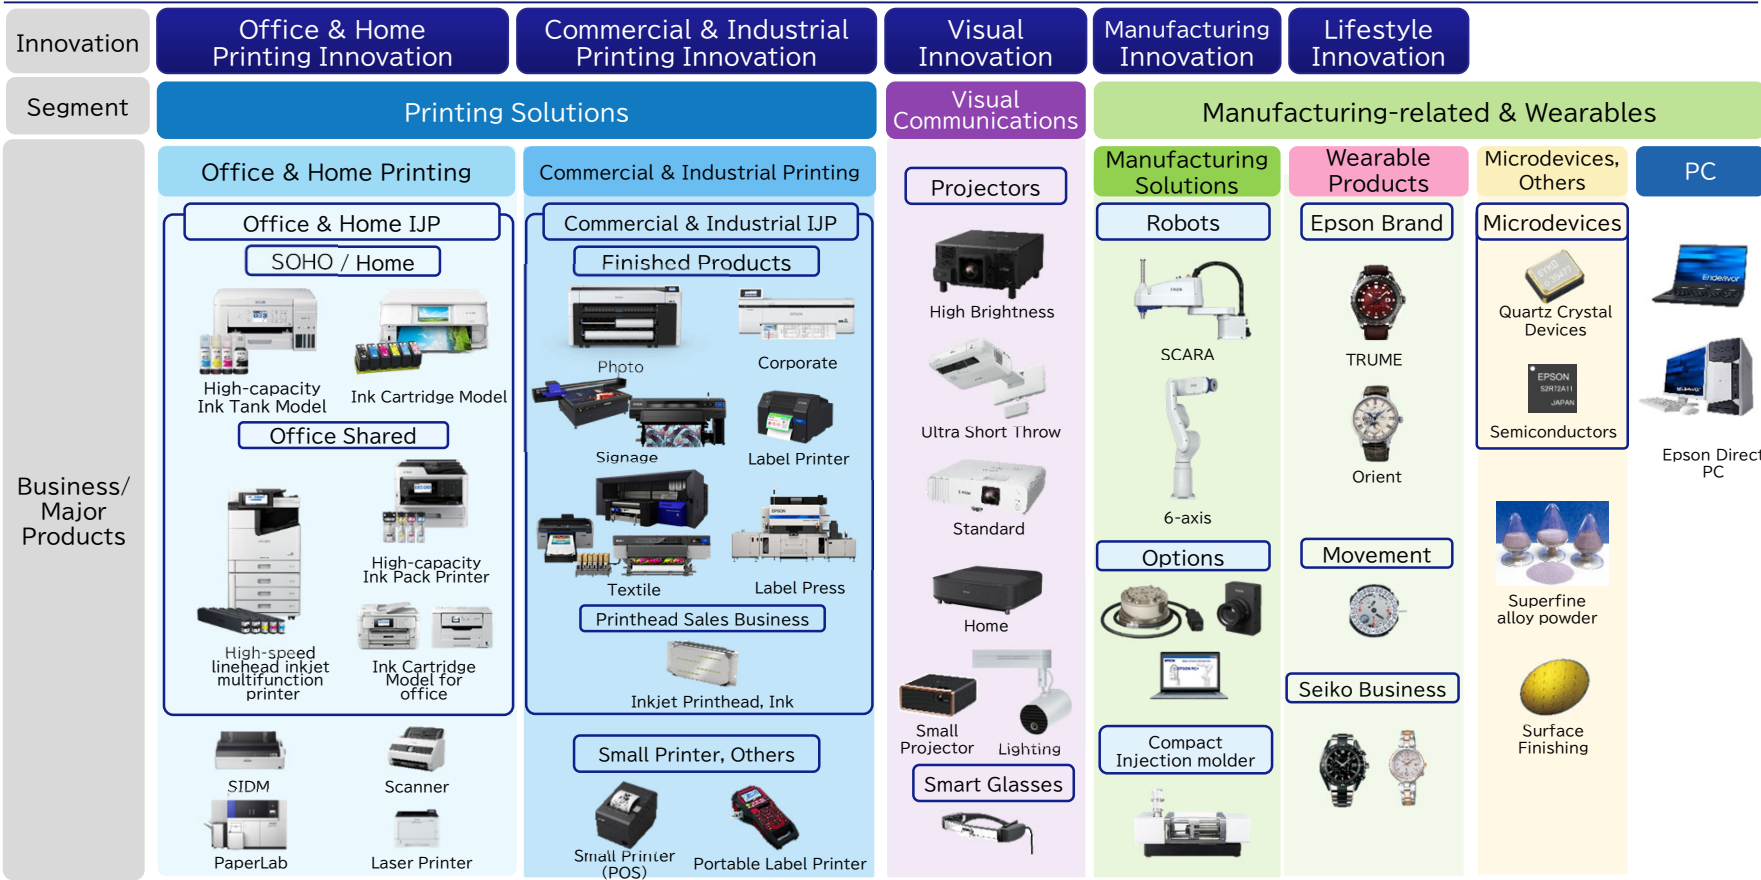 Innovation
Office & Home
Printing Innovation
Commercial & Industrial
Printing Innovation
Visual
Innovation
Manufacturing
Innovation
Lifestyle
Innovation
Segment
Printing Solutions
Visual
Communications
Manufacturing-related & Wearables
Business/
Major
Products
Office & Home Printing
Office & Home IJP
SOHO / Home
High-capacity
Ink Tank Model
Ink Cartridge Model
Office Shared
High-speed
linehead inkjet
multifunction
printer
High-capacity
Ink Pack Printer
Ink Cartridge
Model for
office
SIDM
Scanner
PaperLab
Laser Printer
Commercial & Industrial Printing
Commercial & Industrial IJP
Finished Products
Photo
Corporate
Signage
Label Printer
Textile
Label Press
Printhead Sales Business
Inkjet Printhead, Ink
Small Printer, Others
Small Printer
(POS)
Portable Label Printer
Projectors
High Brightness
Ultra Short Throw
Standard
Home
Small
Projector
Lighting
Smart Glasses
Manufacturing
Solutions
Robots
SCARA
6-axis
Options
Compact
Injection molder
Wearable
Products
Epson Brand
TRUME
Orient
Movement
Seiko Business
Microdevices,
Others
Microdevices
Quartz Crystal
Devices
EPSON
S2R72A11
JAPAN
Semiconductors
Superfine
alloy powder
Surface
Finishing
PC
Endeavor
Epson Direct
PC